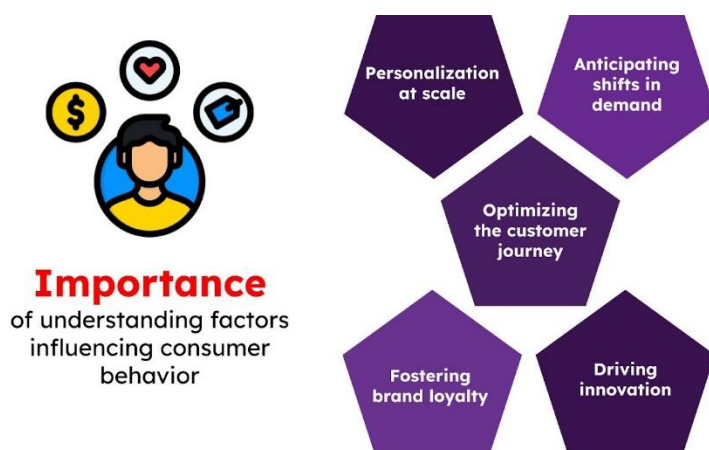 Importance
of understanding factors
influencing consumer
behavior
Personalization
at scale
Anticipating
shifts in
demand
Optimizing
the customer
journey
Fostering
brand loyalty
Driving
innovation